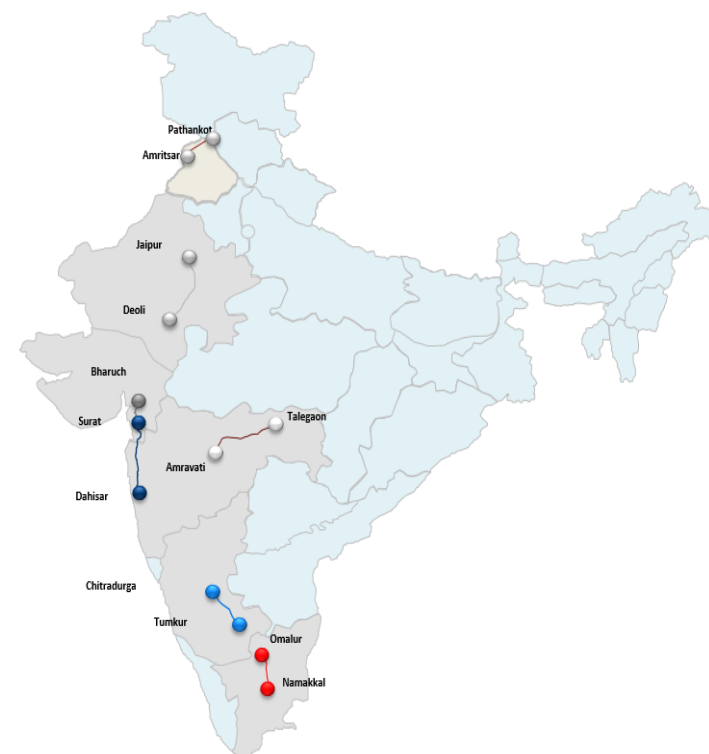 Pathankot
Amritsar
Jaipur
Deoli
Bharuch
Surat
Talegaon
Amravati
Dahisar
Chitradurga
Tumkur
Omalur
Namakkal